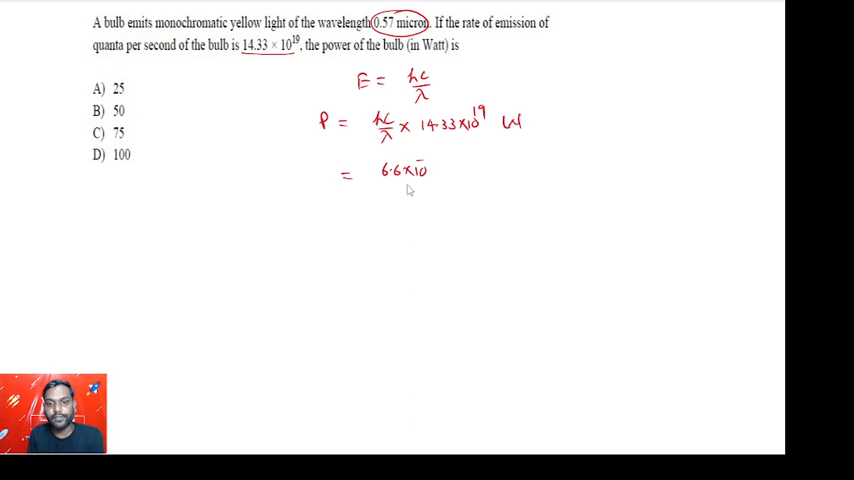 A bulb emits monochromatic yellow light of the wavelength 0.57 micron. If the rate of emission of
quanta per second of the bulb is 14.33 × 10¹⁹, the power of the bulb (in Watt) is
A) 25
B) 50
C) 75
D) 100
E = hc/λ
P = hc/λ × 14.33×10¹⁹ W
= 6.6×10⁻